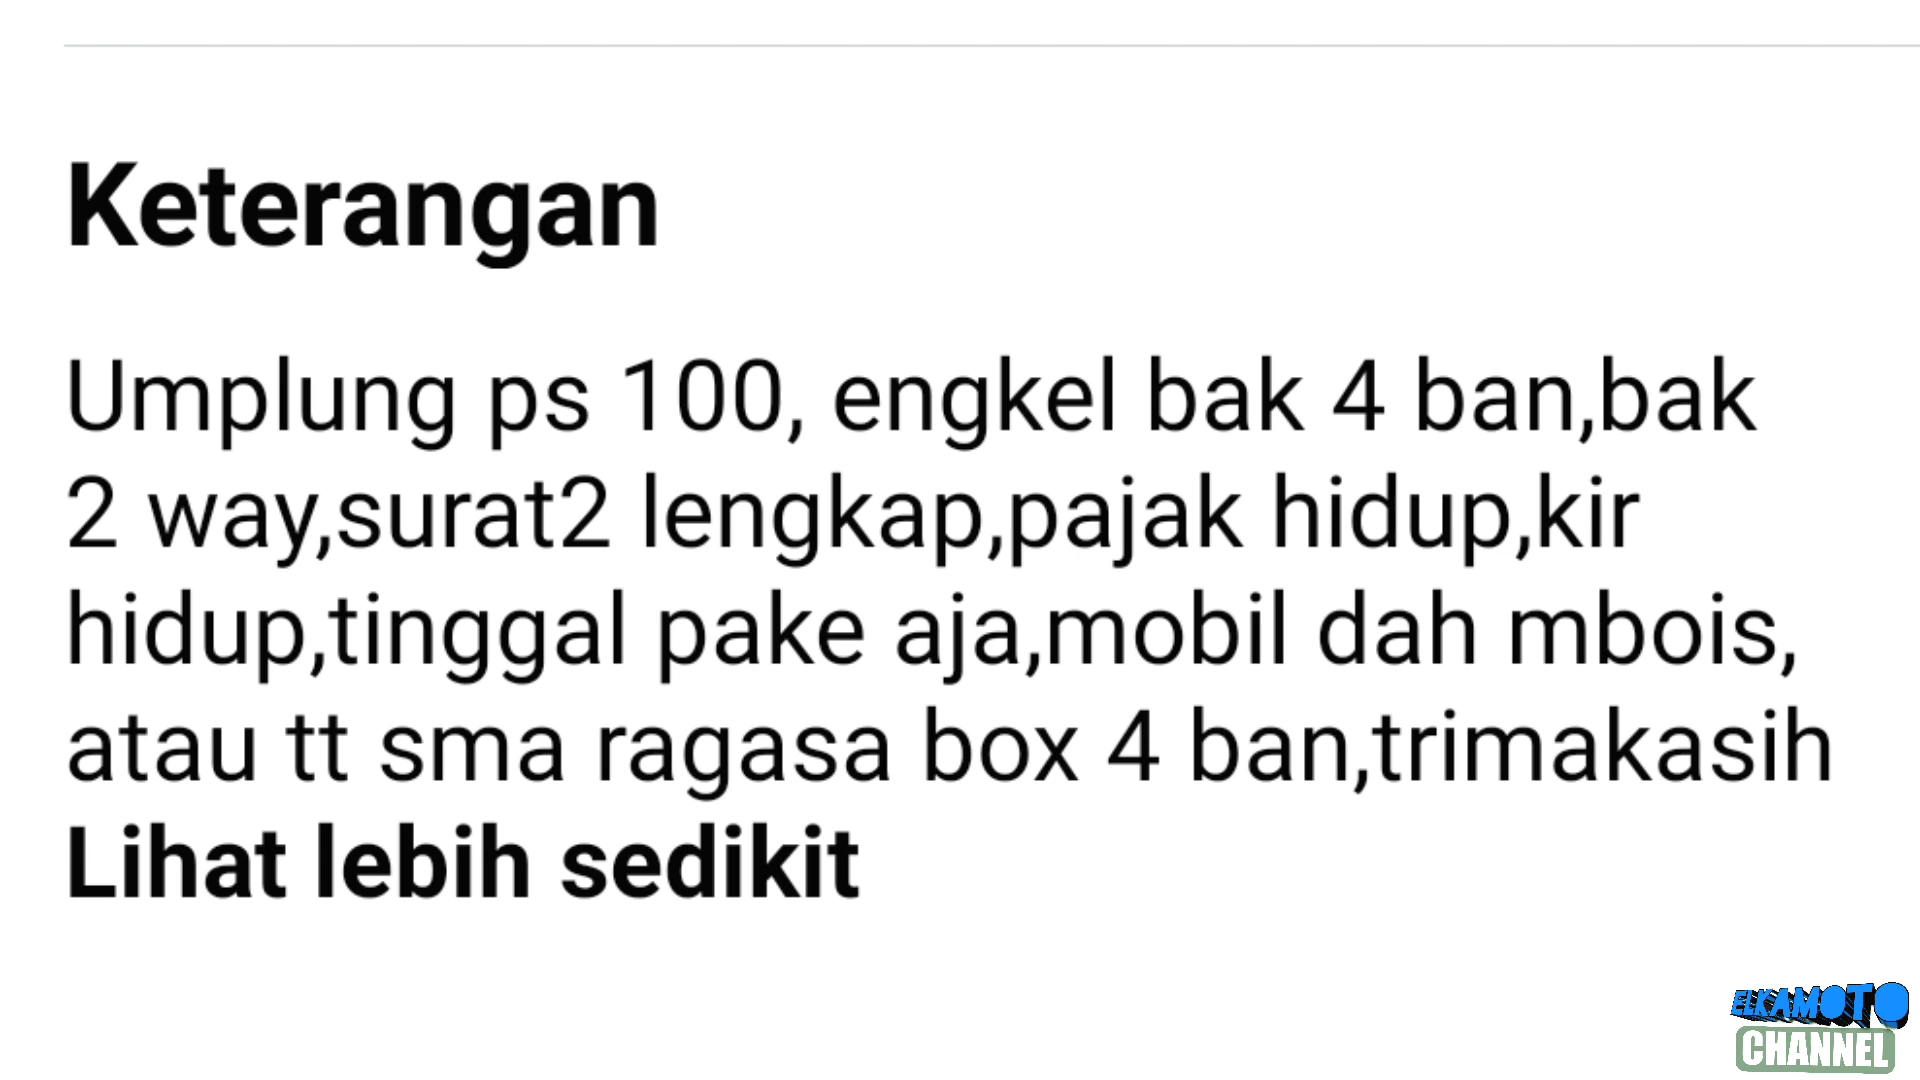 Keterangan
Umplung ps 100, engkel bak 4 ban,bak
2 way,surat2 lengkap,pajak hidup,kir
hidup,tinggal pake aja,mobil dah mbois,
atau tt sma ragasa box 4 ban,trimakasih
Lihat lebih sedikit
ELKAMOTO
CHANNEL